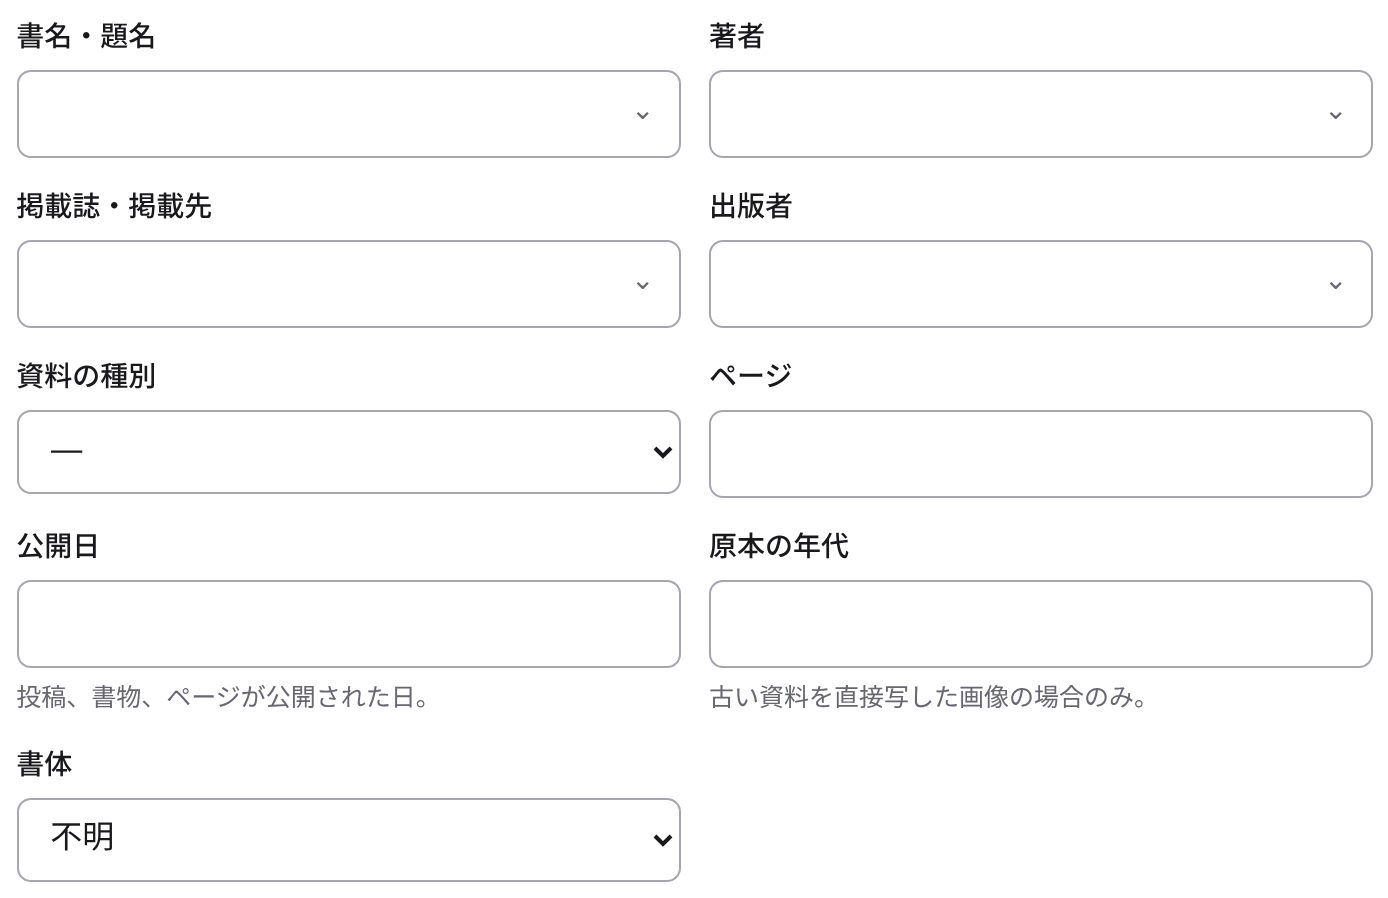 書名・題名
著者
掲載誌・掲載先
出版者
資料の種別
—
ページ
公開日
投稿、書物、ページが公開された日。
原本の年代
古い資料を直接写した画像の場合のみ。
書体
不明